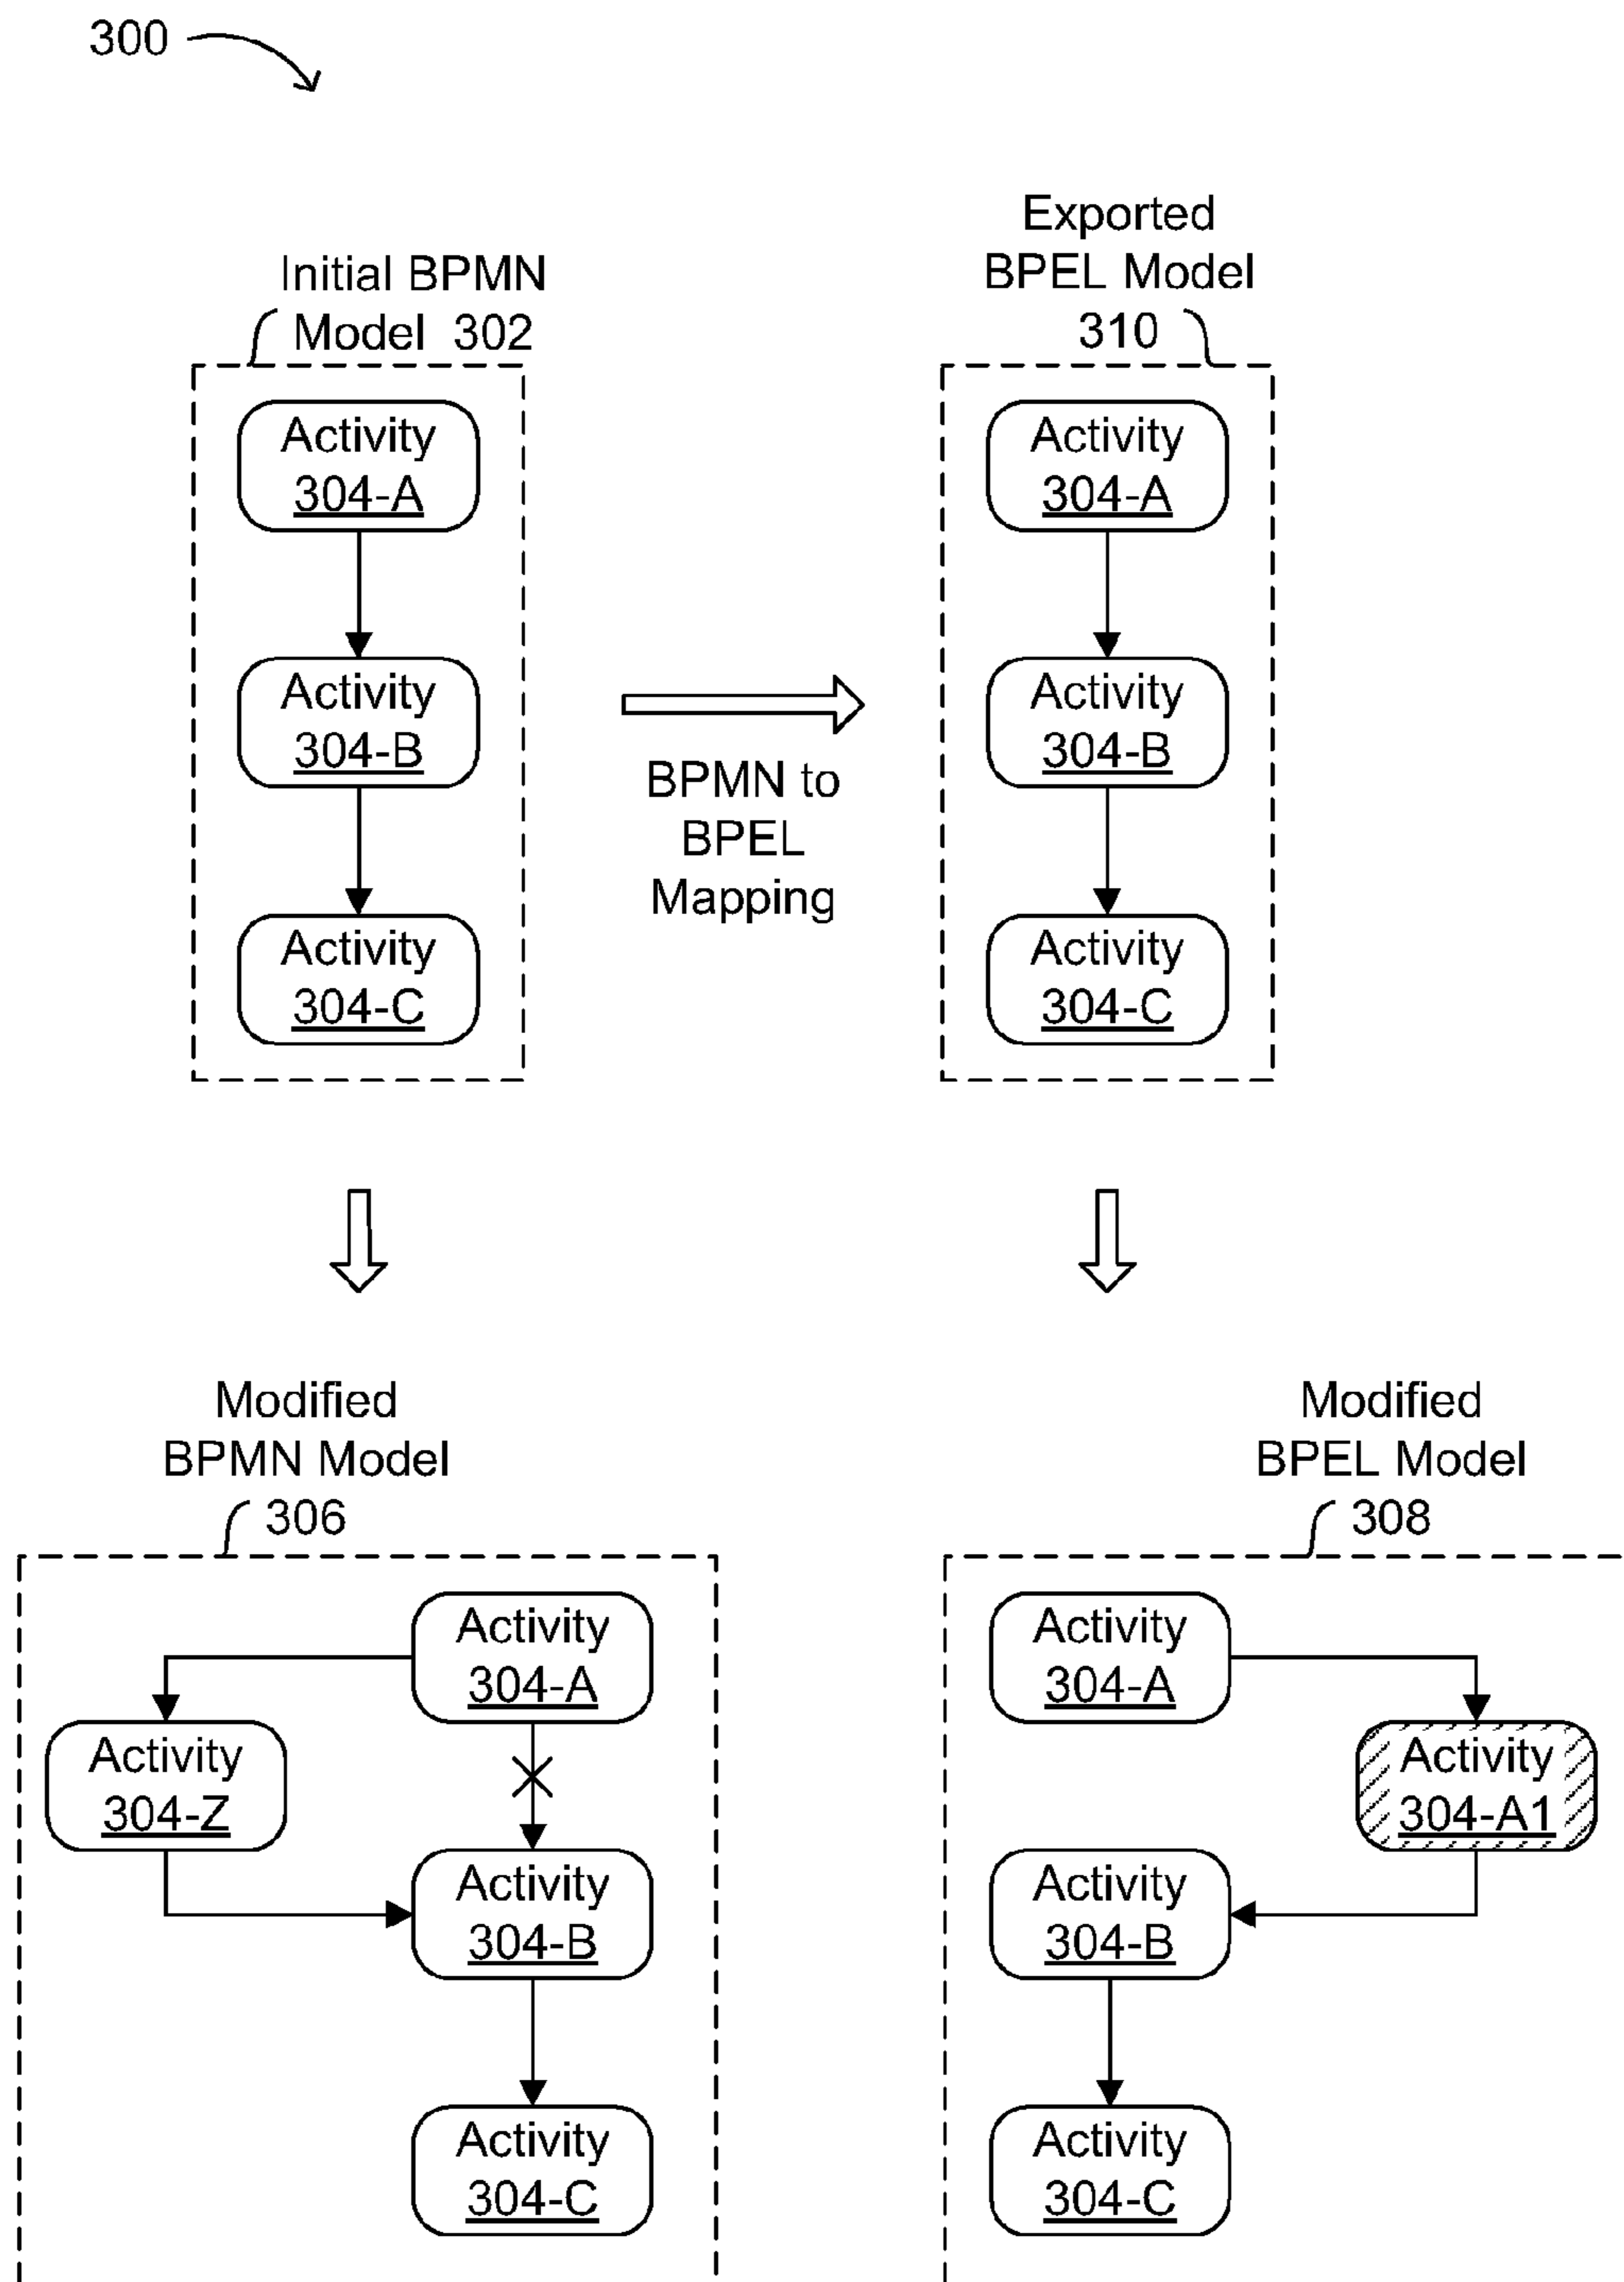 300
Initial BPMN
Model 302
Exported
BPEL Model
310
Activity
304-A
Activity
304-B
Activity
304-C
BPMN to
BPEL
Mapping
Activity
304-A
Activity
304-B
Activity
304-C
Modified
BPMN Model
306
Activity
304-A
Activity
304-Z
Activity
304-B
Activity
304-C
Modified
BPEL Model
308
Activity
304-A
Activity
304-A1
Activity
304-B
Activity
304-C